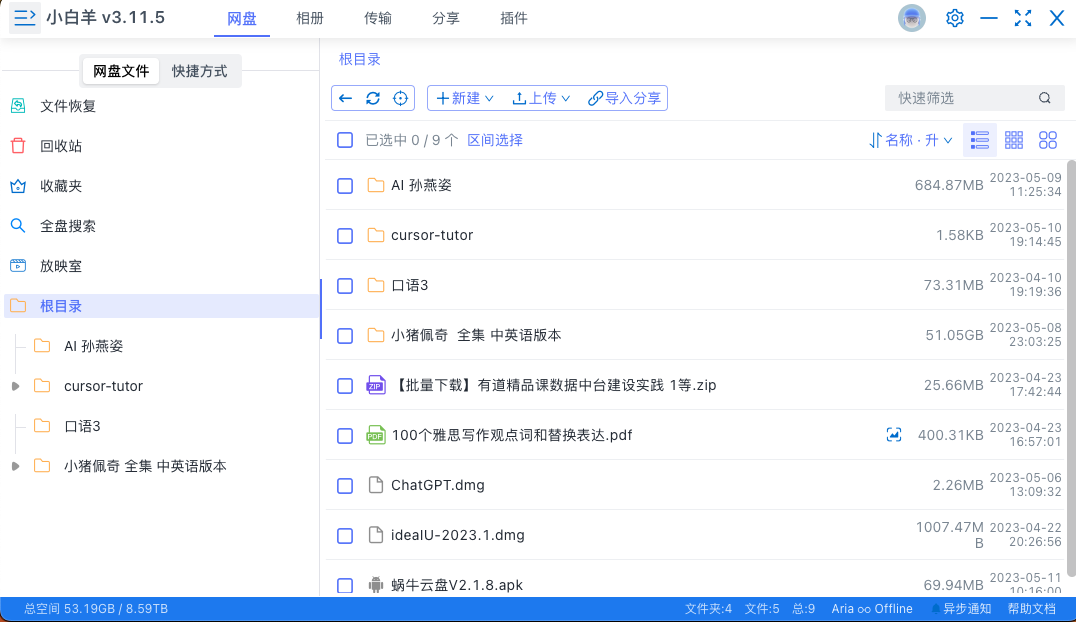 小白羊 v3.11.5
网盘 相册 传输 分享 插件
网盘文件 快捷方式
文件恢复
回收站
收藏夹
全盘搜索
放映室
根目录
AI 孙燕姿
cursor-tutor
口语3
小猪佩奇 全集 中英语版本
根目录
新建 上传 导入分享 快速筛选
已选中 0 / 9 个 区间选择 名称 · 升
AI 孙燕姿 684.87MB 2023-05-09
11:25:34
cursor-tutor 1.58KB 2023-05-10
19:14:45
口语3 73.31MB 2023-04-10
19:19:36
小猪佩奇 全集 中英语版本 51.05GB 2023-05-08
23:03:25
ZIP 【批量下载】有道精品课数据中台建设实践 1等.zip 25.66MB 2023-04-23
17:42:44
PDF 100个雅思写作观点词和替换表达.pdf 400.31KB 2023-04-23
16:57:01
ChatGPT.dmg 2.26MB 2023-05-06
13:09:32
ideaIU-2023.1.dmg 1007.47M 2023-04-22
B 20:26:56
蜗牛云盘V2.1.8.apk 69.94MB 2023-05-11
10:16:00
总空间 53.19GB / 8.59TB 文件夹:4 文件:5 总:9 Aria Offline 异步通知 帮助文档